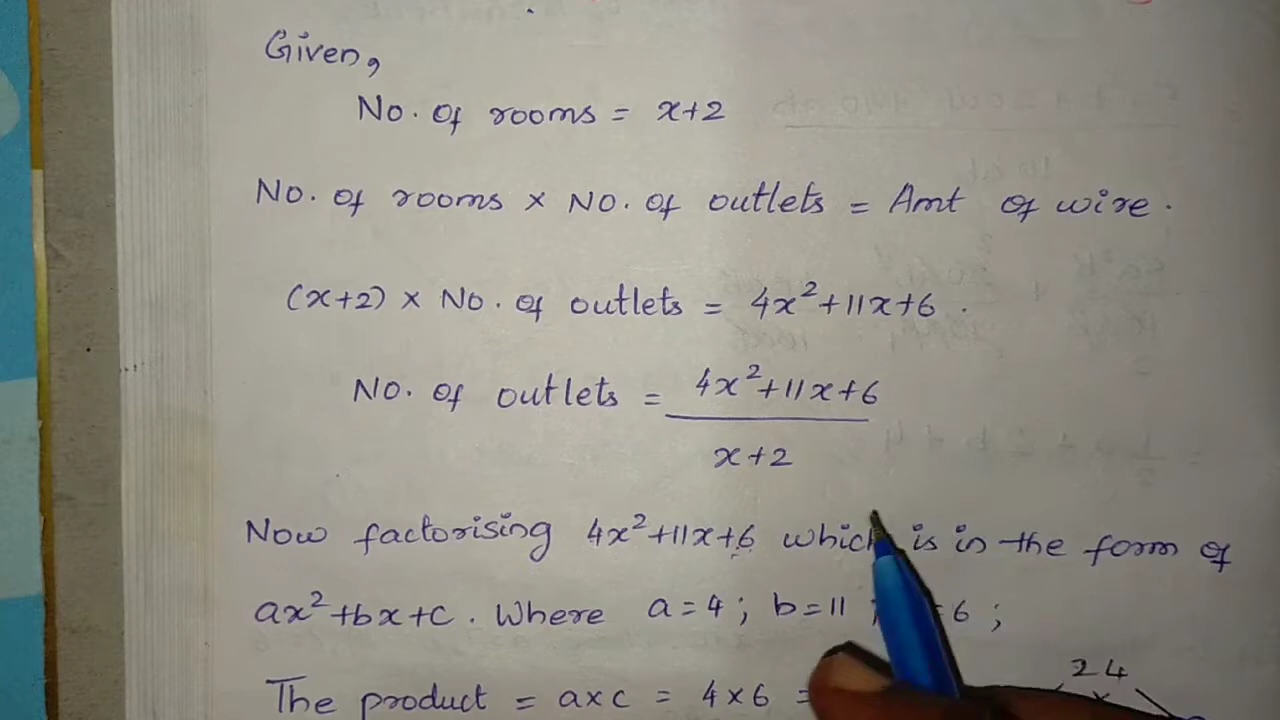 Given,
No. of rooms = x+2
No. of rooms × No. of outlets = Amt of wire.
(x+2) × No. of outlets = 4x²+11x+6.
No. of outlets = 4x²+11x+6
x+2
Now factorising 4x²+11x+6 which is in the form of
ax²+bx+c. Where a=4; b=11 ; =6;
The product = a×c = 4×6 =
24
×